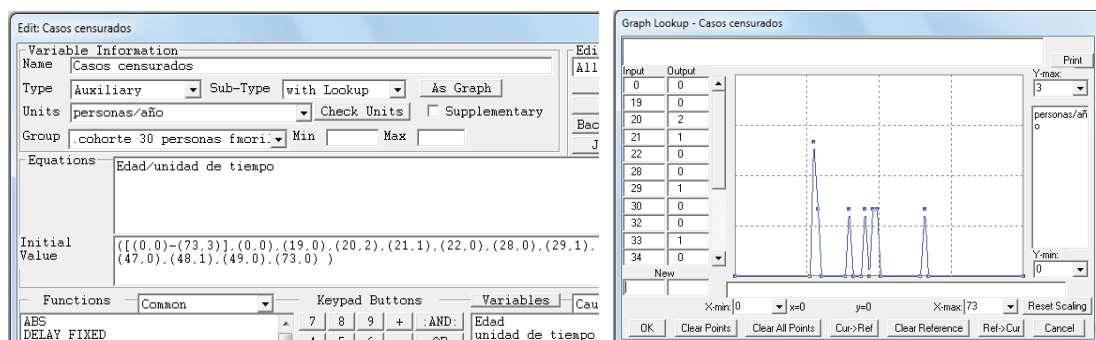 Edit: Casos censurados
Variable Information
Name Casos censurados
Type Auxiliary Sub-Type with Lookup As Graph
Units personas/año Check Units Supplementary
Group .cohorte 30 personas fmori. Min Max
Edi
All
Bac
J
Equations
Edad/unidad de tiempo
Initial Value
([(0,0)-(73,3)],(0,0),(19,0),(20,2),(21,1),(22,0),(28,0),(29,1),
(47,0),(48,1),(49,0),(73,0) )
Functions Common Keypad Buttons Variables Cau
ABS
DELAY FIXED
7 8 9 + :AND:
Edad
unidad de tiempo
Graph Lookup - Casos censurados
Print
Input Output
0 0
19 0
20 2
21 1
22 0
28 0
29 1
30 0
32 0
33 1
34 0
New
Y-max:
3
personas/añ
o
Y-min:
0
X-min: 0 x=0 y=0 X-max: 73 Reset Scaling
OK Clear Points Clear All Points Cur->Ref Clear Reference Ref->Cur Cancel